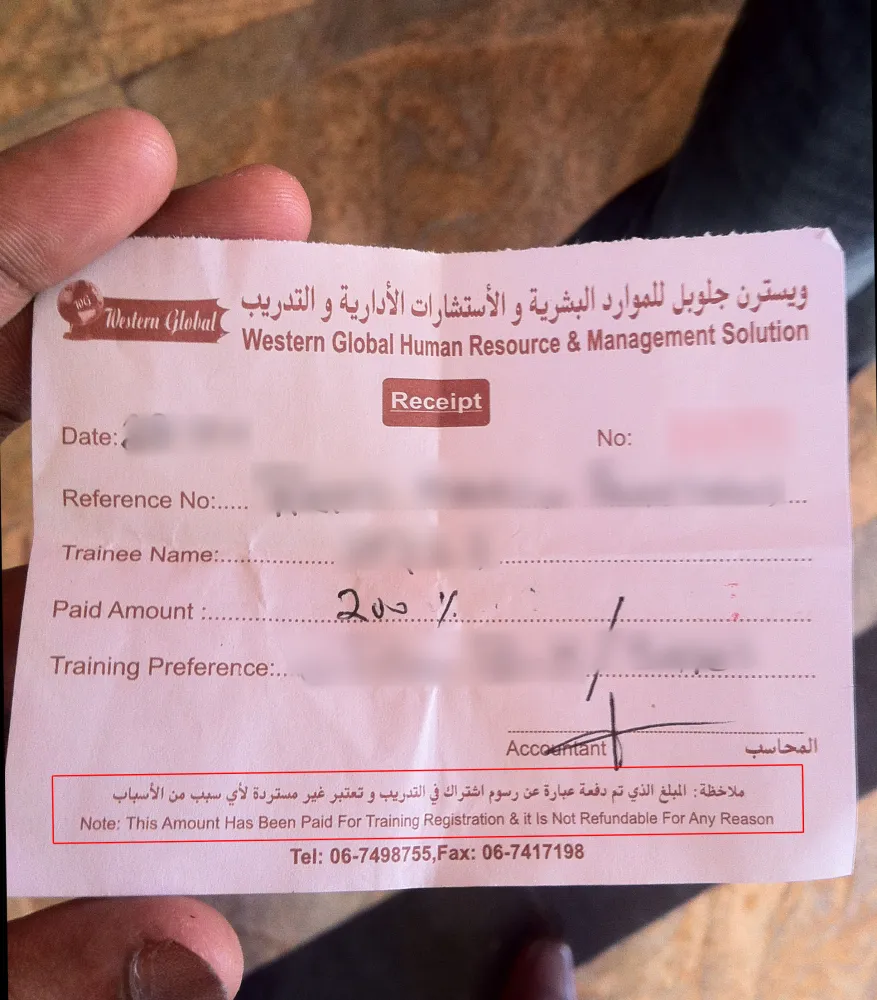 ويسترن جلوبل للموارد البشرية و الأستشارات الأدارية و التدريب
WG
Western Global
Western Global Human Resource & Management Solution
Receipt
Date:
No:
Reference No:.....
Trainee Name:
Paid Amount : 200 %
Training Preference:..
Accountant المحاسب
ملاحظة: المبلغ الذي تم دفعة عبارة عن رسوم اشتراك في التدريب و تعتبر غير مستردة لأي سبب من الأسباب
Note: This Amount Has Been Paid For Training Registration & it Is Not Refundable For Any Reason
Tel: 06-7498755,Fax: 06-7417198